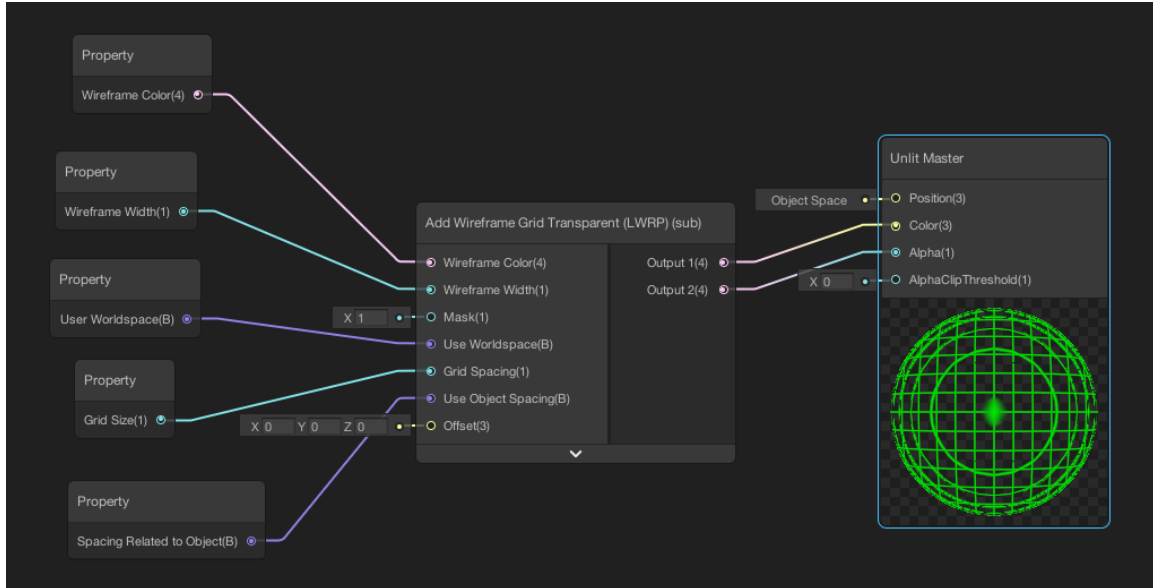 Property
Wireframe Color(4)
Property
Wireframe Width(1)
Property
User Worldspace(B)
Property
Grid Size(1)
Property
Spacing Related to Object(B)
Add Wireframe Grid Transparent (LWRP) (sub)
Wireframe Color(4)
Wireframe Width(1)
X 1
Mask(1)
Use Worldspace(B)
Grid Spacing(1)
Use Object Spacing(B)
X 0 Y 0 Z 0
Offset(3)
Output 1(4)
Output 2(4)
Unlit Master
Object Space
Position(3)
Color(3)
Alpha(1)
X 0
AlphaClipThreshold(1)